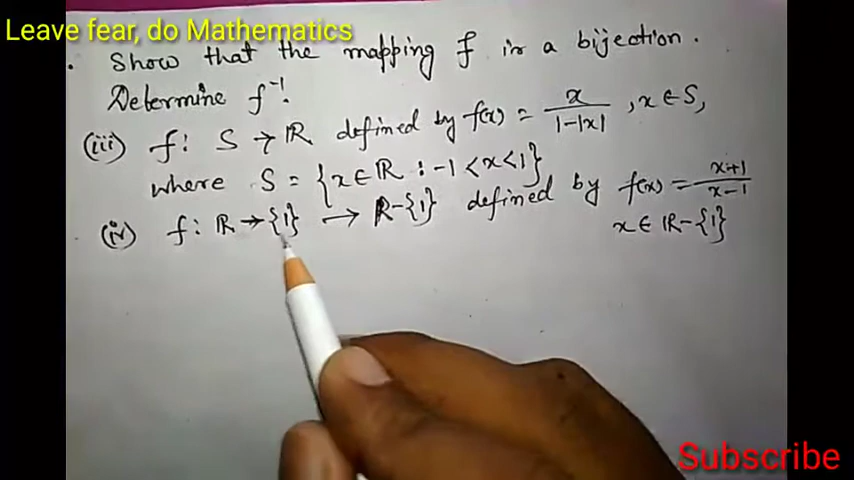 Leave fear, do Mathematics
. Show that the mapping f is a bijection.
Determine f⁻¹.
(iii) f: S → ℝ defined by f(x) = x/(1-|x|), x ∈ S,
where S = {x ∈ ℝ : -1 < x < 1}
(iv) f: ℝ → {1} → ℝ-{1} defined by f(x) = (x+1)/(x-1)
x ∈ ℝ-{1}
Subscribe